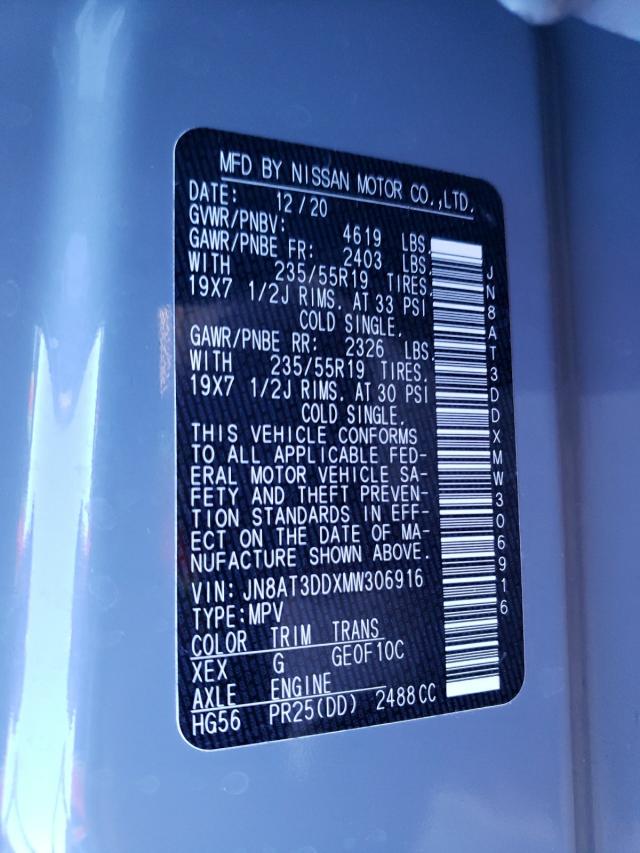 MFD BY NISSAN MOTOR CO.,LTD.
DATE: 12/20
GVWR/PNBV: 4619 LBS
GAWR/PNBE FR: 2403 LBS
WITH 235/55R19 TIRES,
19X7 1/2J RIMS. AT 33 PSI
COLD SINGLE.
GAWR/PNBE RR: 2326 LBS.
WITH 235/55R19 TIRES.
19X7 1/2J RIMS. AT 30 PSI
COLD SINGLE.
THIS VEHICLE CONFORMS
TO ALL APPLICABLE FED-
ERAL MOTOR VEHICLE SA-
FETY AND THEFT PREVEN-
TION STANDARDS IN EFF-
ECT ON THE DATE OF MA-
NUFACTURE SHOWN ABOVE.
VIN: JN8AT3DDXMW306916
TYPE:MPV
COLOR TRIM TRANS
XEX G GE0F10C
AXLE ENGINE
HG56 PR25(DD) 2488CC
JN8AT3DDXMW306916